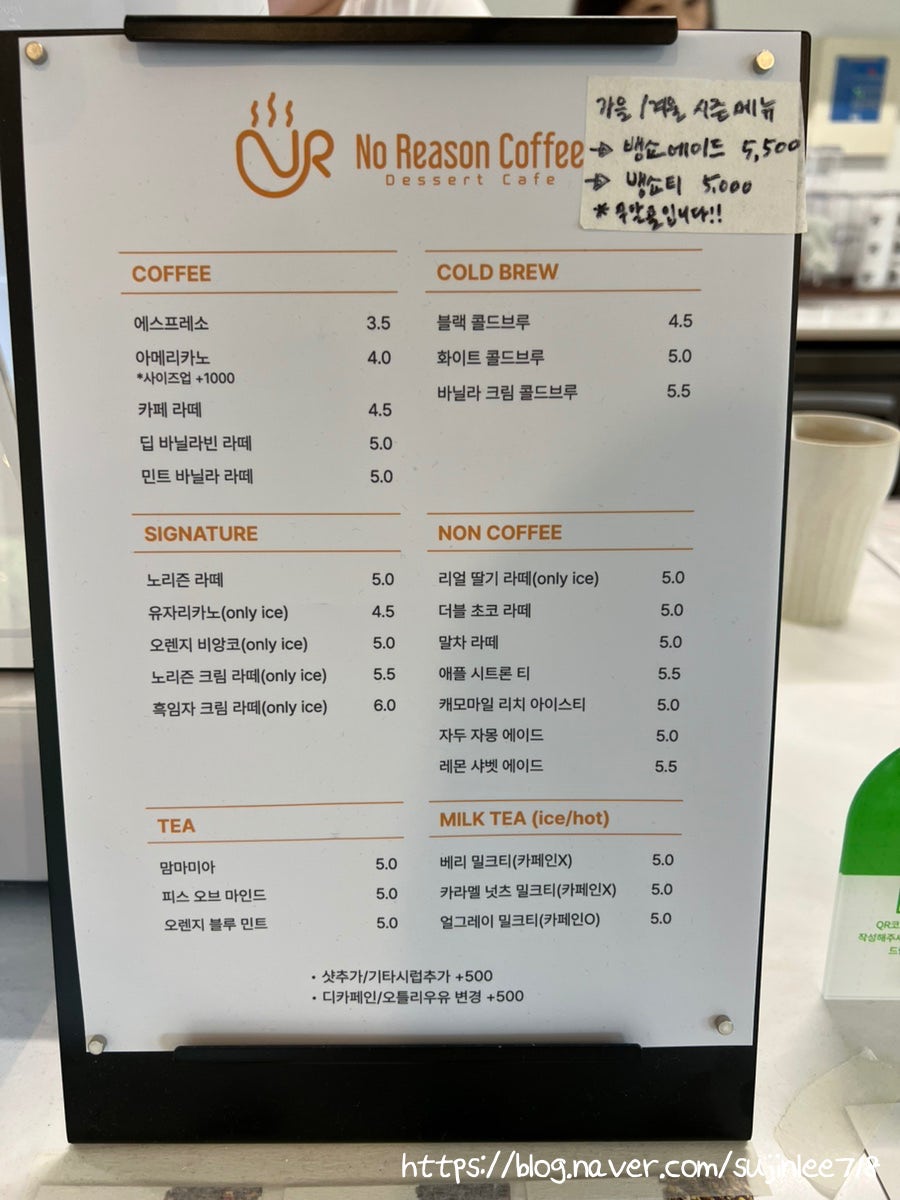 가을/겨울 시즌메뉴
→ 뱅쇼에이드 5,500
→ 뱅쇼티 5,000
* 무알콜입니다!!
No Reason Coffee
Dessert Cafe
COFFEE
에스프레소 3.5
아메리카노 4.0
*사이즈업 +1000
카페 라떼 4.5
딥 바닐라빈 라떼 5.0
민트 바닐라 라떼 5.0
COLD BREW
블랙 콜드브루 4.5
화이트 콜드브루 5.0
바닐라 크림 콜드브루 5.5
SIGNATURE
노리즌 라떼 5.0
유자리카노(only ice) 4.5
오렌지 비앙코(only ice) 5.0
노리즌 크림 라떼(only ice) 5.5
흑임자 크림 라떼(only ice) 6.0
NON COFFEE
리얼 딸기 라떼(only ice) 5.0
더블 초코 라떼 5.0
말차 라떼 5.0
애플 시트론 티 5.5
캐모마일 리치 아이스티 5.0
자두 자몽 에이드 5.0
레몬 샤벳 에이드 5.5
TEA
맘마미아 5.0
피스 오브 마인드 5.0
오렌지 블루 민트 5.0
MILK TEA (ice/hot)
베리 밀크티(카페인X) 5.0
카라멜 넛츠 밀크티(카페인X) 5.0
얼그레이 밀크티(카페인O) 5.0
• 샷추가/기타시럽추가 +500
• 디카페인/오틀리우유 변경 +500
QR코
작성해주시
드
https://blog.naver.com/sujinlee7/8